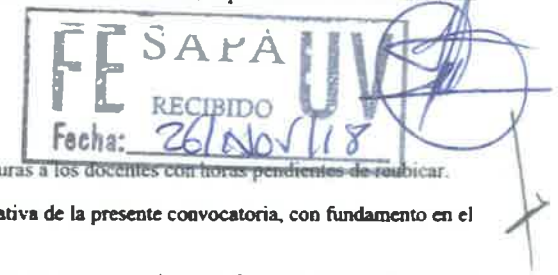 SAPA
FE UV
RECIBIDO
Fecha: 26/NOV/18
uras a los docentes con horas pendientes de reubicar.
ativa de la presente convocatoria, con fundamento en el